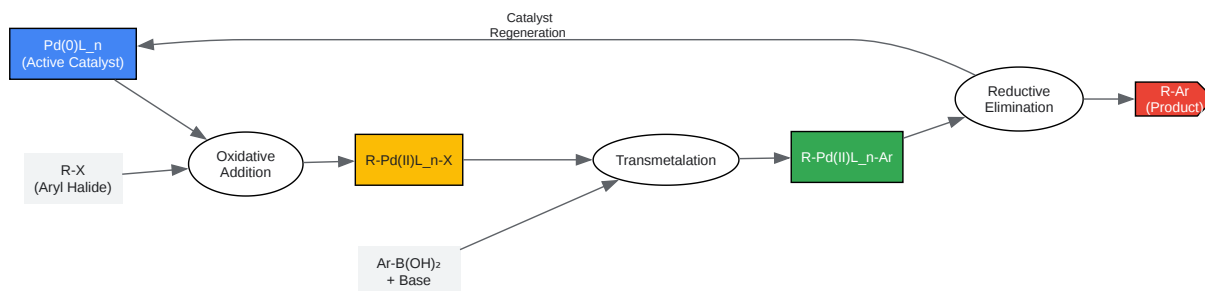 Catalyst
Regeneration
Pd(0)L_n
(Active Catalyst)
Reductive
Elimination
R-Ar
(Product)
Oxidative
Addition
R-Pd(II)L_n-X
Transmetalation
R-Pd(II)L_n-Ar
R-X
(Aryl Halide)
Ar-B(OH)₂
+ Base